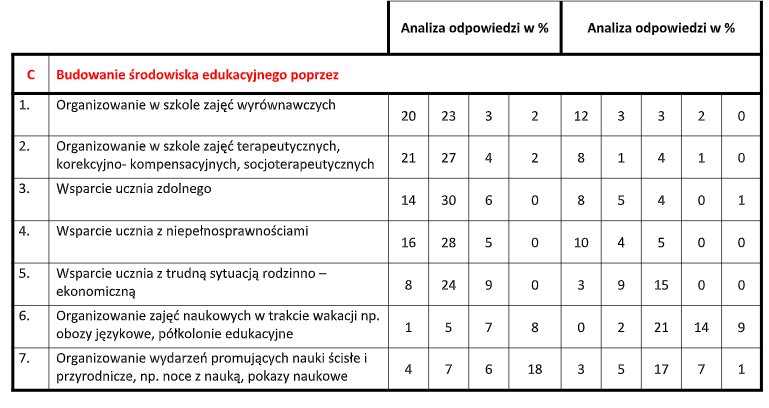 Analiza odpowiedzi w % Analiza odpowiedzi w %
C Budowanie środowiska edukacyjnego poprzez
1. Organizowanie w szkole zajęć wyrównawczych 20 23 3 2 12 3 3 2 0
2. Organizowanie w szkole zajęć terapeutycznych,
korekcyjno- kompensacyjnych, socjoterapeutycznych 21 27 4 2 8 1 4 1 0
3. Wsparcie ucznia zdolnego 14 30 6 0 8 5 4 0 1
4. Wsparcie ucznia z niepełnosprawnościami 16 28 5 0 10 4 5 0 0
5. Wsparcie ucznia z trudną sytuacją rodzinno –
ekonomiczną 8 24 9 0 3 9 15 0 0
6. Organizowanie zajęć naukowych w trakcie wakacji np.
obozy językowe, półkolonie edukacyjne 1 5 7 8 0 2 21 14 9
7. Organizowanie wydarzeń promujących nauki ścisłe i
przyrodnicze, np. noce z nauką, pokazy naukowe 4 7 6 18 3 5 17 7 1